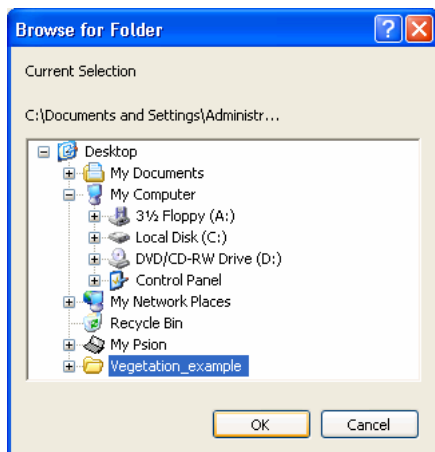 Browse for Folder
Current Selection
C:\Documents and Settings\Administr...
Desktop
My Documents
My Computer
3½ Floppy (A:)
Local Disk (C:)
DVD/CD-RW Drive (D:)
Control Panel
My Network Places
Recycle Bin
My Psion
Vegetation_example
OK Cancel